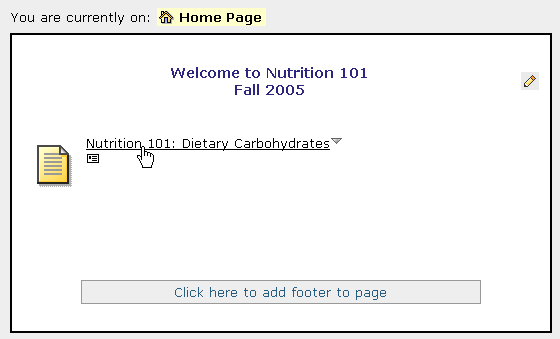 You are currently on: Home Page
Welcome to Nutrition 101
Fall 2005
Nutrition 101: Dietary Carbohydrates
Click here to add footer to page